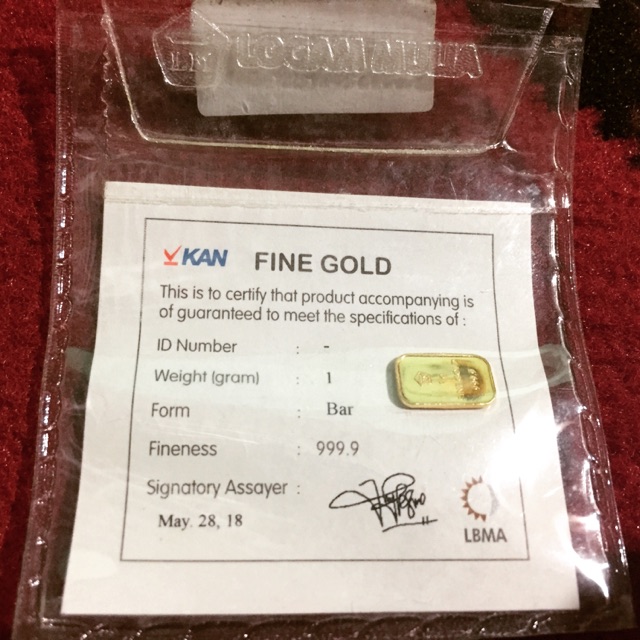 LM LOGAM MULIA
KAN FINE GOLD
This is to certify that product accompanying is
of guaranteed to meet the specifications of :
ID Number : -
Weight (gram) : 1
Form : Bar
Fineness : 999.9
Signatory Assayer :
May. 28, 18
LBMA